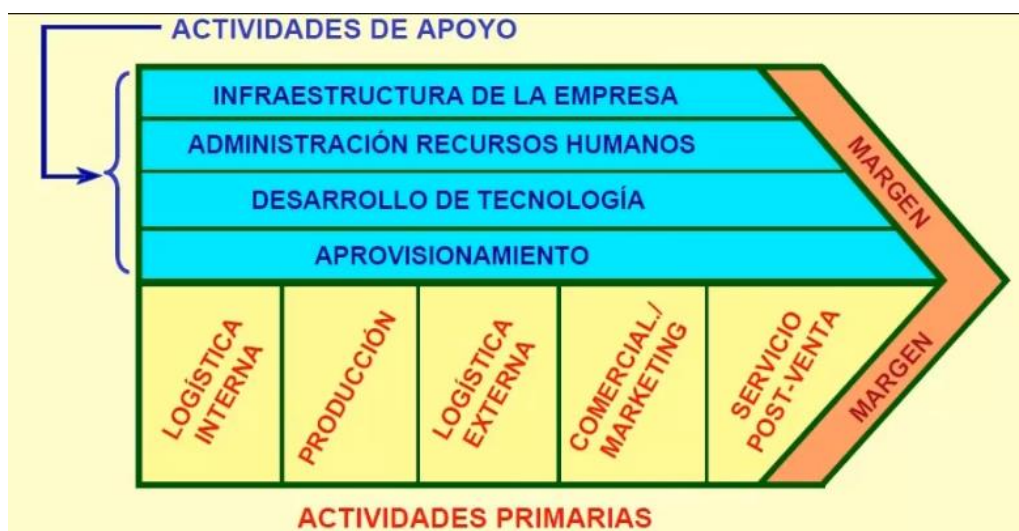 ACTIVIDADES DE APOYO
INFRAESTRUCTURA DE LA EMPRESA
ADMINISTRACIÓN RECURSOS HUMANOS
DESARROLLO DE TECNOLOGÍA
APROVISIONAMIENTO
MARGEN
LOGÍSTICA
INTERNA
PRODUCCIÓN
LOGÍSTICA
EXTERNA
COMERCIAL./
MARKETING
SERVICIO
POST-VENTA
MARGEN
ACTIVIDADES PRIMARIAS